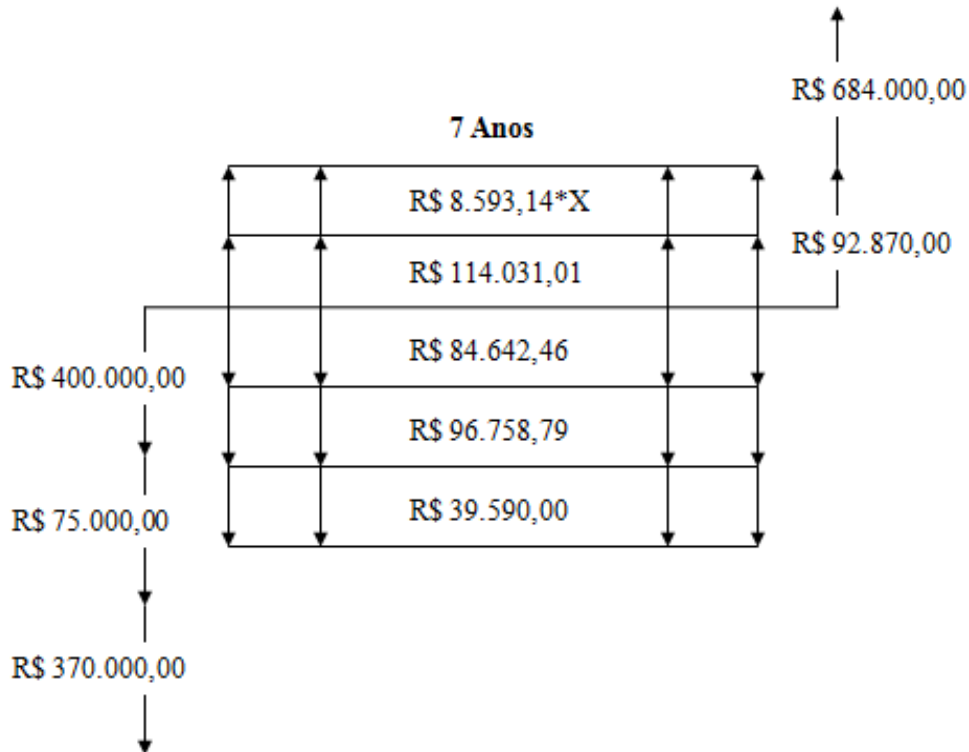 R$ 684.000,00
7 Anos
R$ 8.593,14*X
R$ 92.870,00
R$ 114.031,01
R$ 84.642,46
R$ 400.000,00
R$ 96.758,79
R$ 39.590,00
R$ 75.000,00
R$ 370.000,00